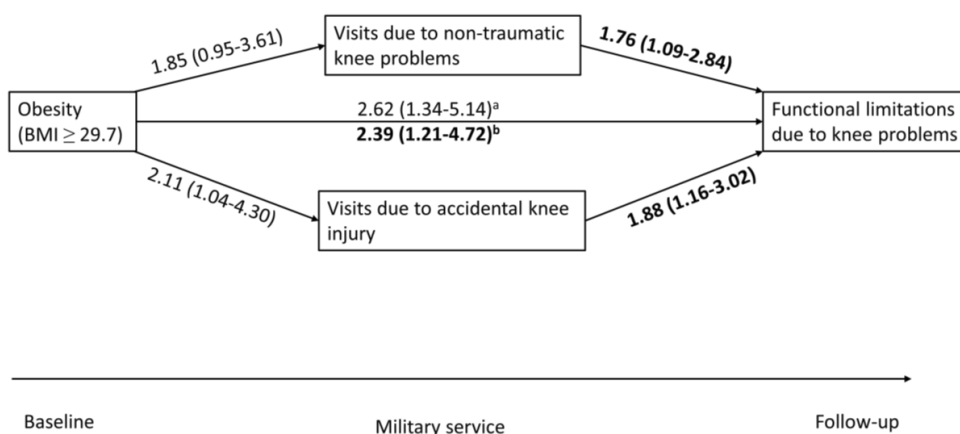 Visits due to non-traumatic
knee problems
1.85 (0.95-3.61)
1.76 (1.09-2.84)
Obesity
(BMI ≥ 29.7)
2.62 (1.34-5.14)ᵃ
2.39 (1.21-4.72)ᵇ
Functional limitations
due to knee problems
2.11 (1.04-4.30)
Visits due to accidental knee
injury
1.88 (1.16-3.02)
Baseline
Military service
Follow-up